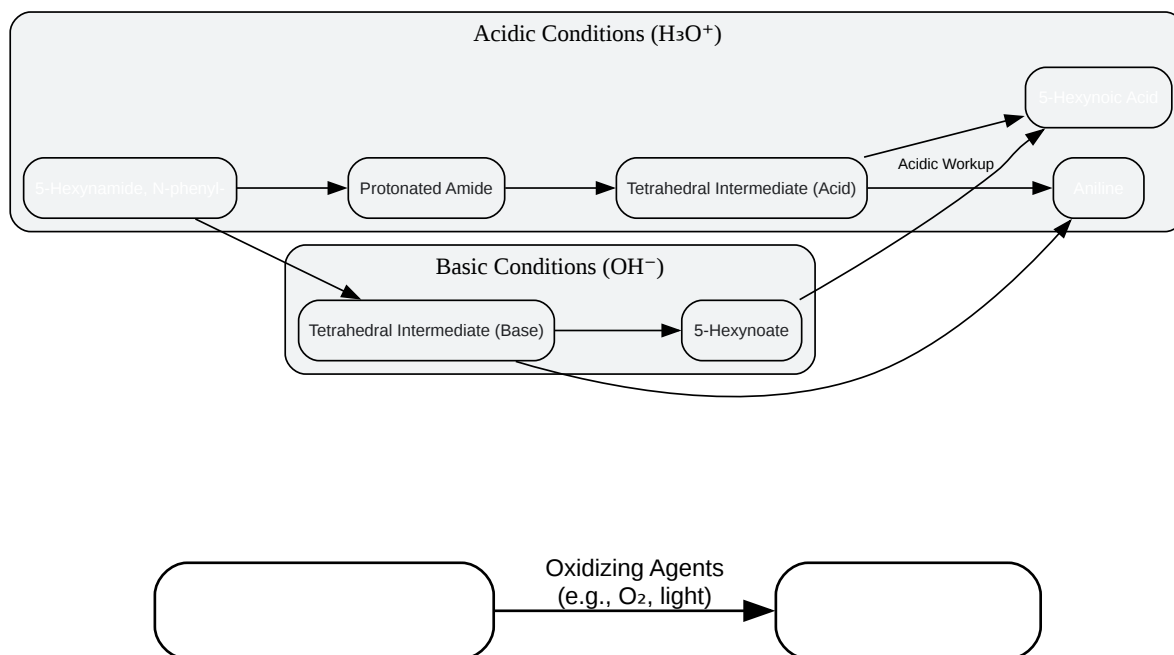 Acidic Conditions (H₃O⁺)
5-Hexynoic Acid
Acidic Workup
5-Hexynamide, N-phenyl-
Protonated Amide
Tetrahedral Intermediate (Acid)
Aniline
Basic Conditions (OH⁻)
Tetrahedral Intermediate (Base)
5-Hexynoate
Oxidizing Agents
(e.g., O₂, light)